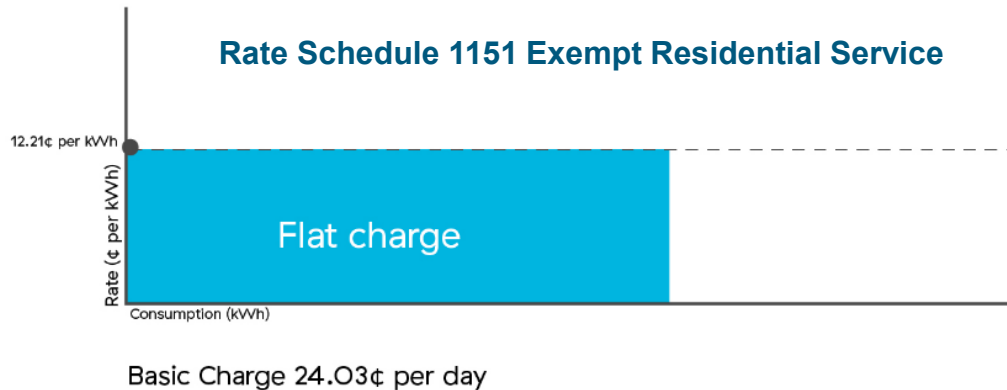 Rate Schedule 1151 Exempt Residential Service
12.21¢ per kWh
Rate (¢ per kWh)
Flat charge
Consumption (kWh)
Basic Charge 24.03¢ per day